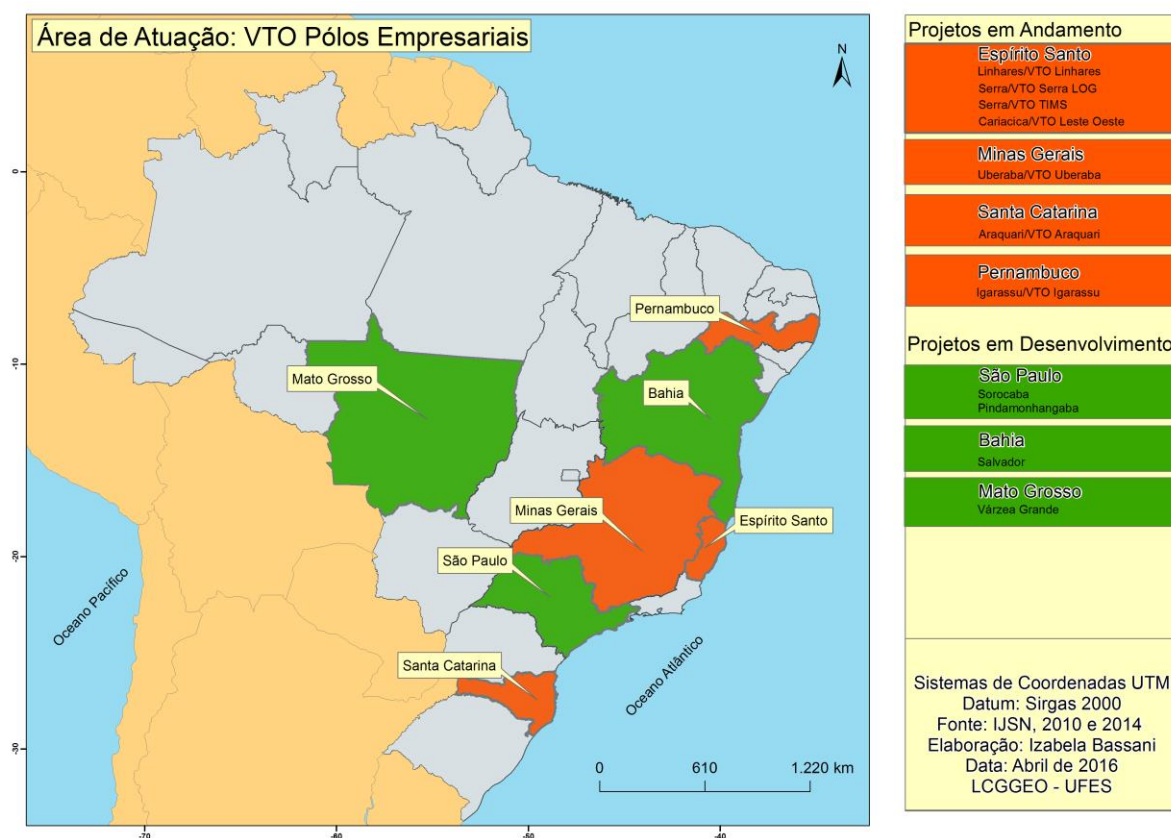 Área de Atuação: VTO Pólos Empresariais
N
0
-10
-20
-30
-70
-60
-50
-40
Pernambuco
Mato Grosso
Bahia
Minas Gerais
Espírito Santo
São Paulo
Santa Catarina
Oceano Pacífico
Oceano Atlântico
0 610 1.220 km
Projetos em Andamento
Espírito Santo
Linhares/VTO Linhares
Serra/VTO Serra LOG
Serra/VTO TIMS
Cariacica/VTO Leste Oeste
Minas Gerais
Uberaba/VTO Uberaba
Santa Catarina
Araquari/VTO Araquari
Pernambuco
Igarassu/VTO Igarassu
Projetos em Desenvolvimento
São Paulo
Sorocaba
Pindamonhangaba
Bahia
Salvador
Mato Grosso
Várzea Grande
Sistemas de Coordenadas UTM
Datum: Sirgas 2000
Fonte: IJSN, 2010 e 2014
Elaboração: Izabela Bassani
Data: Abril de 2016
LCGGEO - UFES